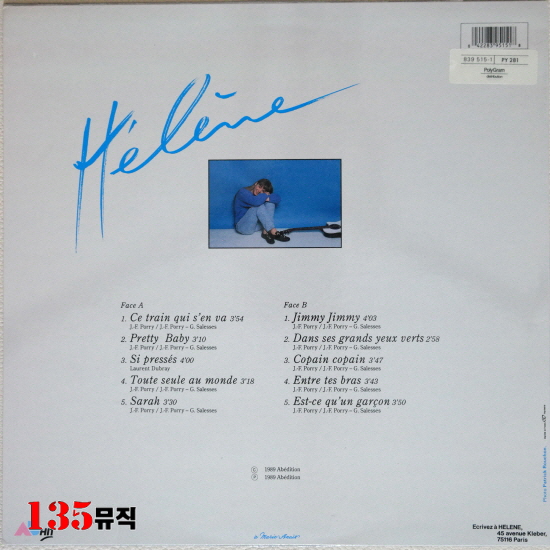 839 515-1 PY 281
PolyGram
distribution
Hélène
Face A
1. Ce train qui s'en va 3'54
J.-F. Porry / J.-F. Porry – G. Salesses
2. Pretty Baby 3'10
J.-F. Porry / J.-F. Porry – G. Salesses
3. Si pressés 4'00
Laurent Dubray
4. Toute seule au monde 3'18
J.-F. Porry / J.-F. Porry – G. Salesses
5. Sarah 3'30
J.-F. Porry / J.-F. Porry – G. Salesses
Face B
1. Jimmy Jimmy 4'03
J.-F. Porry / J.-F. Porry – G. Salesses
2. Dans ses grands yeux verts 2'58
J.-F. Porry / J.-F. Porry – G. Salesses
3. Copain copain 3'47
J.-F. Porry / J.-F. Porry – G. Salesses
4. Entre tes bras 3'43
J.-F. Porry / J.-F. Porry – G. Salesses
5. Est-ce qu'un garçon 3'50
J.-F. Porry / J.-F. Porry – G. Salesses
Ⓒ 1989 Abédition
Ⓟ 1989 Abédition
135뮤직
Ecrivez à HELENE,
45 avenue Kleber,
75116 Paris